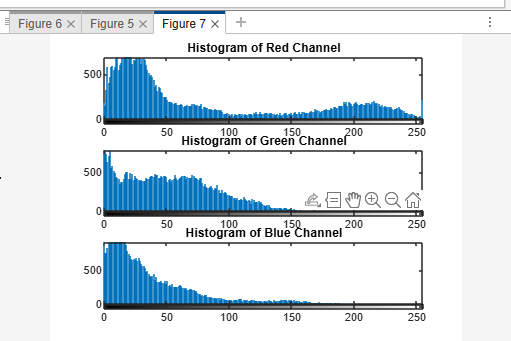 Figure 6 × Figure 5 × Figure 7 × +
Histogram of Red Channel
500
0
0 50 100 150 200 250
Histogram of Green Channel
500
0
0 50 100 150 200 250
Histogram of Blue Channel
500
0
0 50 100 150 200 250